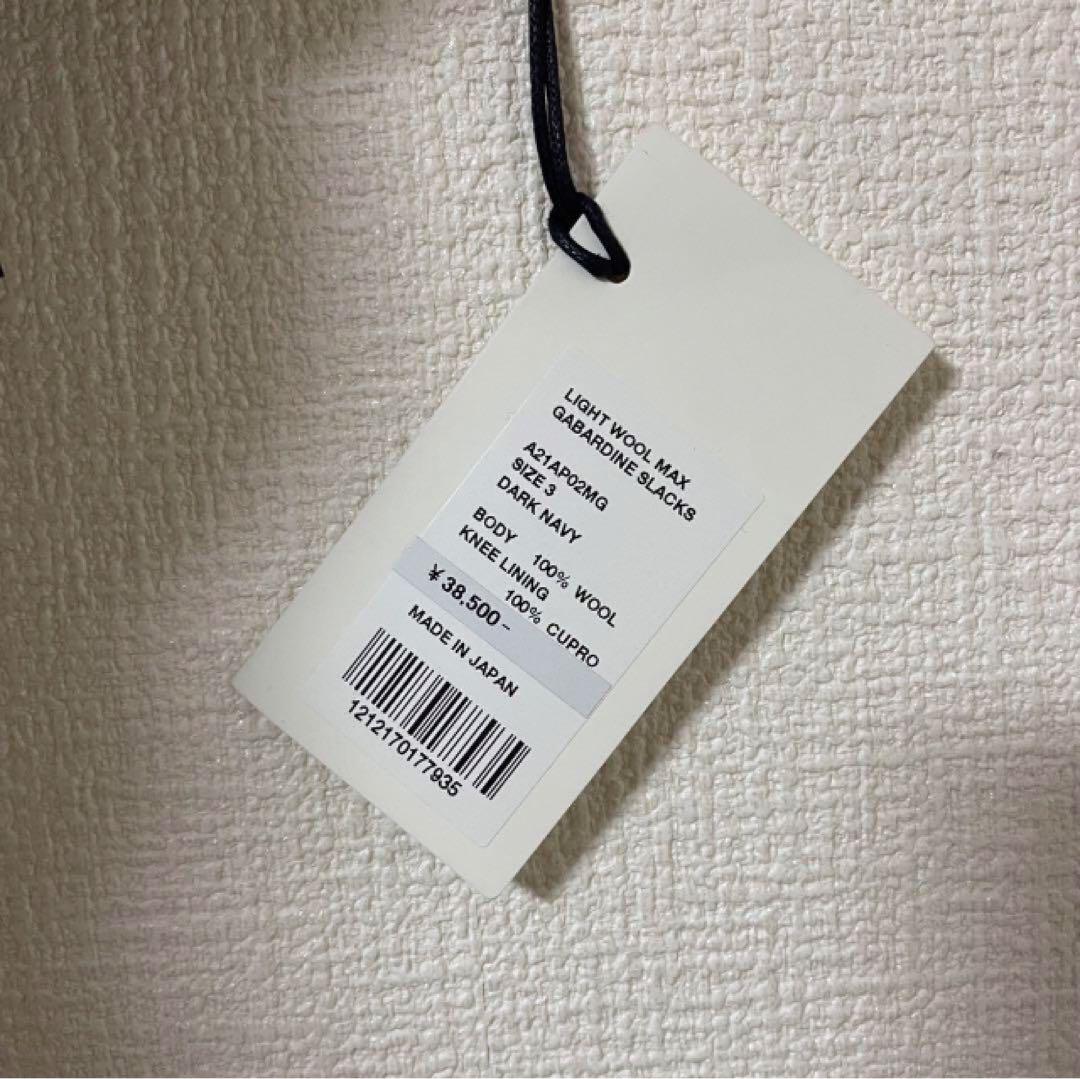 LIGHT WOOL MAX
GABARDINE SLACKS
A21AP02MG
SIZE 3
DARK NAVY
BODY 100% WOOL
KNEE LINING
100% CUPRO
¥38,500-
MADE IN JAPAN
1212170177935